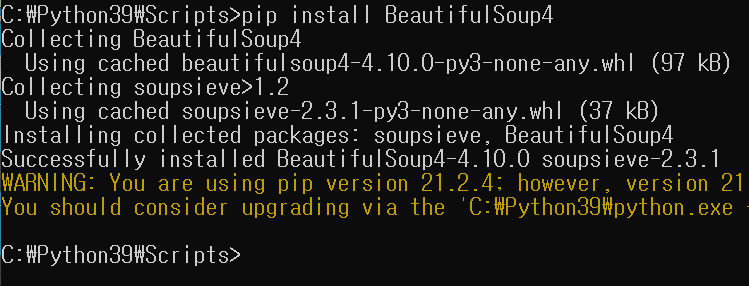 C:₩Python39₩Scripts>pip install BeautifulSoup4
Collecting BeautifulSoup4
  Using cached beautifulsoup4-4.10.0-py3-none-any.whl (97 kB)
Collecting soupsieve>1.2
  Using cached soupsieve-2.3.1-py3-none-any.whl (37 kB)
Installing collected packages: soupsieve, BeautifulSoup4
Successfully installed BeautifulSoup4-4.10.0 soupsieve-2.3.1
WARNING: You are using pip version 21.2.4; however, version 21
You should consider upgrading via the 'C:₩Python39₩python.exe -
C:₩Python39₩Scripts>